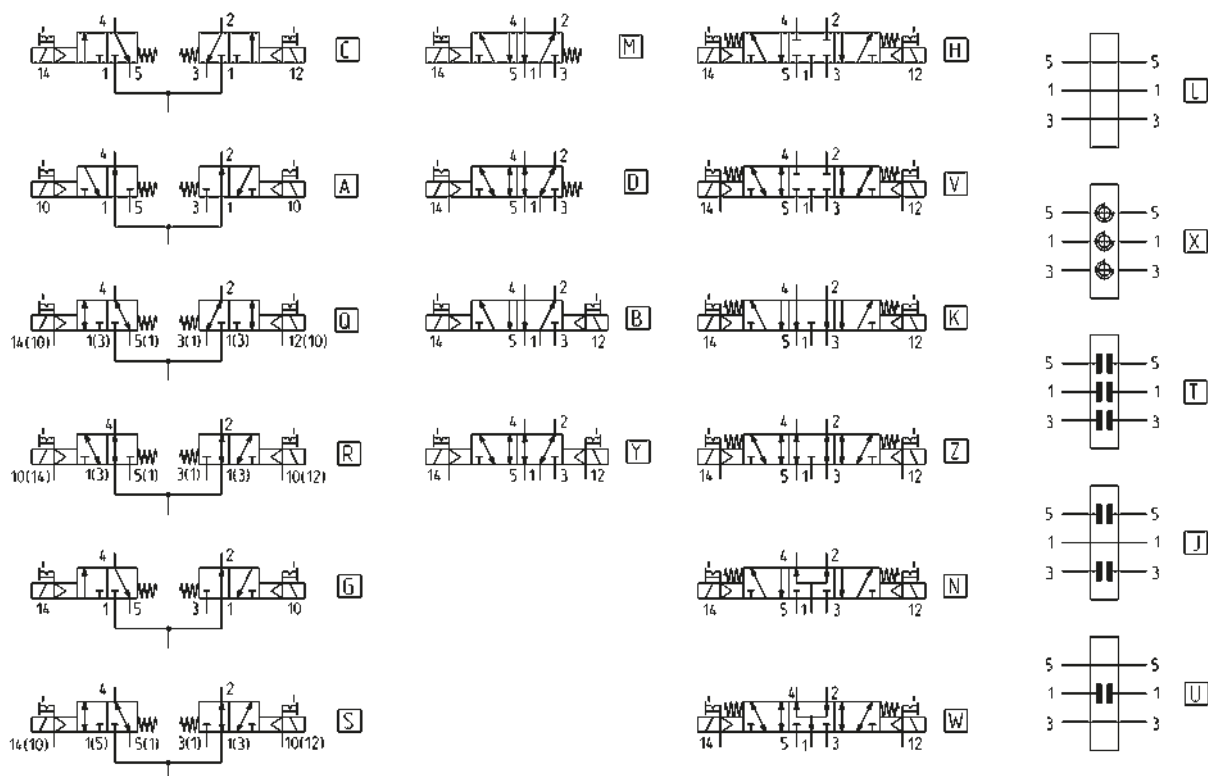 4 2
14 1 5 3 1 12 C
4 2
14 5 1 3 M
4 2
14 5 1 3 12 H
5 5
1 1 L
3 3
4 2
10 1 5 3 1 10 A
4 2
14 5 1 3 D
4 2
14 5 1 3 12 V
5 5
1 1 X
3 3
4 2
14(10) 1(3) 5(1) 3(1) 1(3) 12(10) Q
4 2
5 1 3 12 B
4 2
14 5 1 3 12 K
5 5
1 1 T
3 3
4 2
10(14) 1(3) 5(1) 3(1) 1(3) 10(12) R
4 2
14 5 1 3 12 Y
4 2
14 5 1 3 12 Z
5 5
1 1 J
3 3
4 2
14 1 5 3 1 10 G
4 2
14 5 1 3 12 N
5 5
1 1 U
3 3
4 2
14(10) 1(5) 5(1) 3(1) 1(3) 10(12) S
4 2
14 5 1 3 12 W